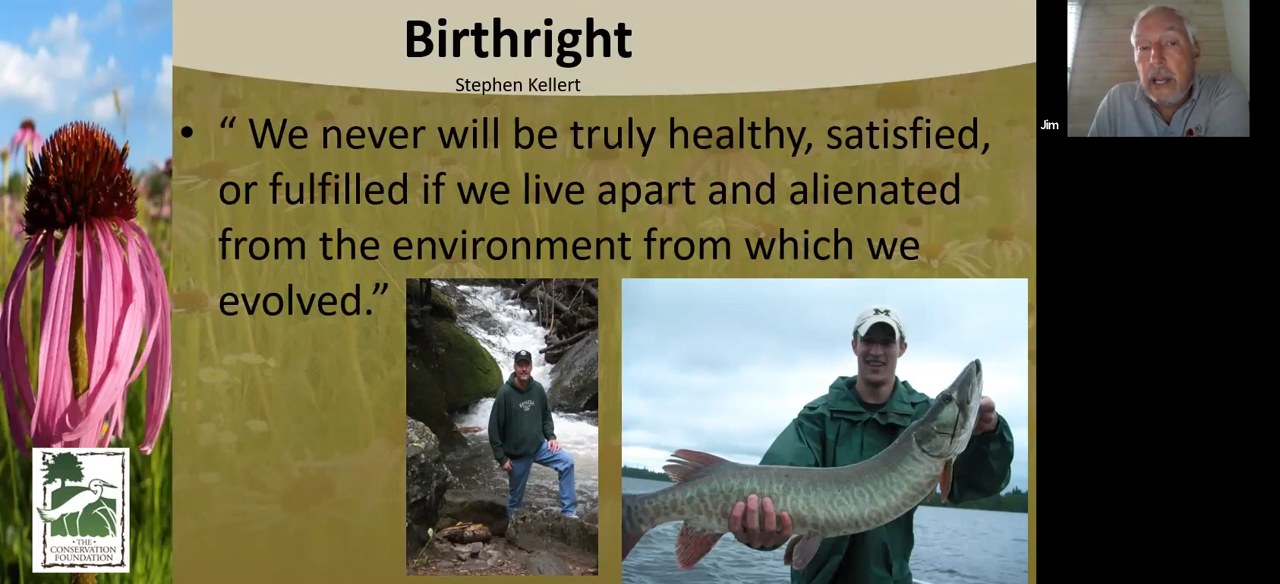 Birthright
Stephen Kellert
• “ We never will be truly healthy, satisfied,
or fulfilled if we live apart and alienated
from the environment from which we
evolved.”
M
Jim
• THE •
CONSERVATION
FOUNDATION